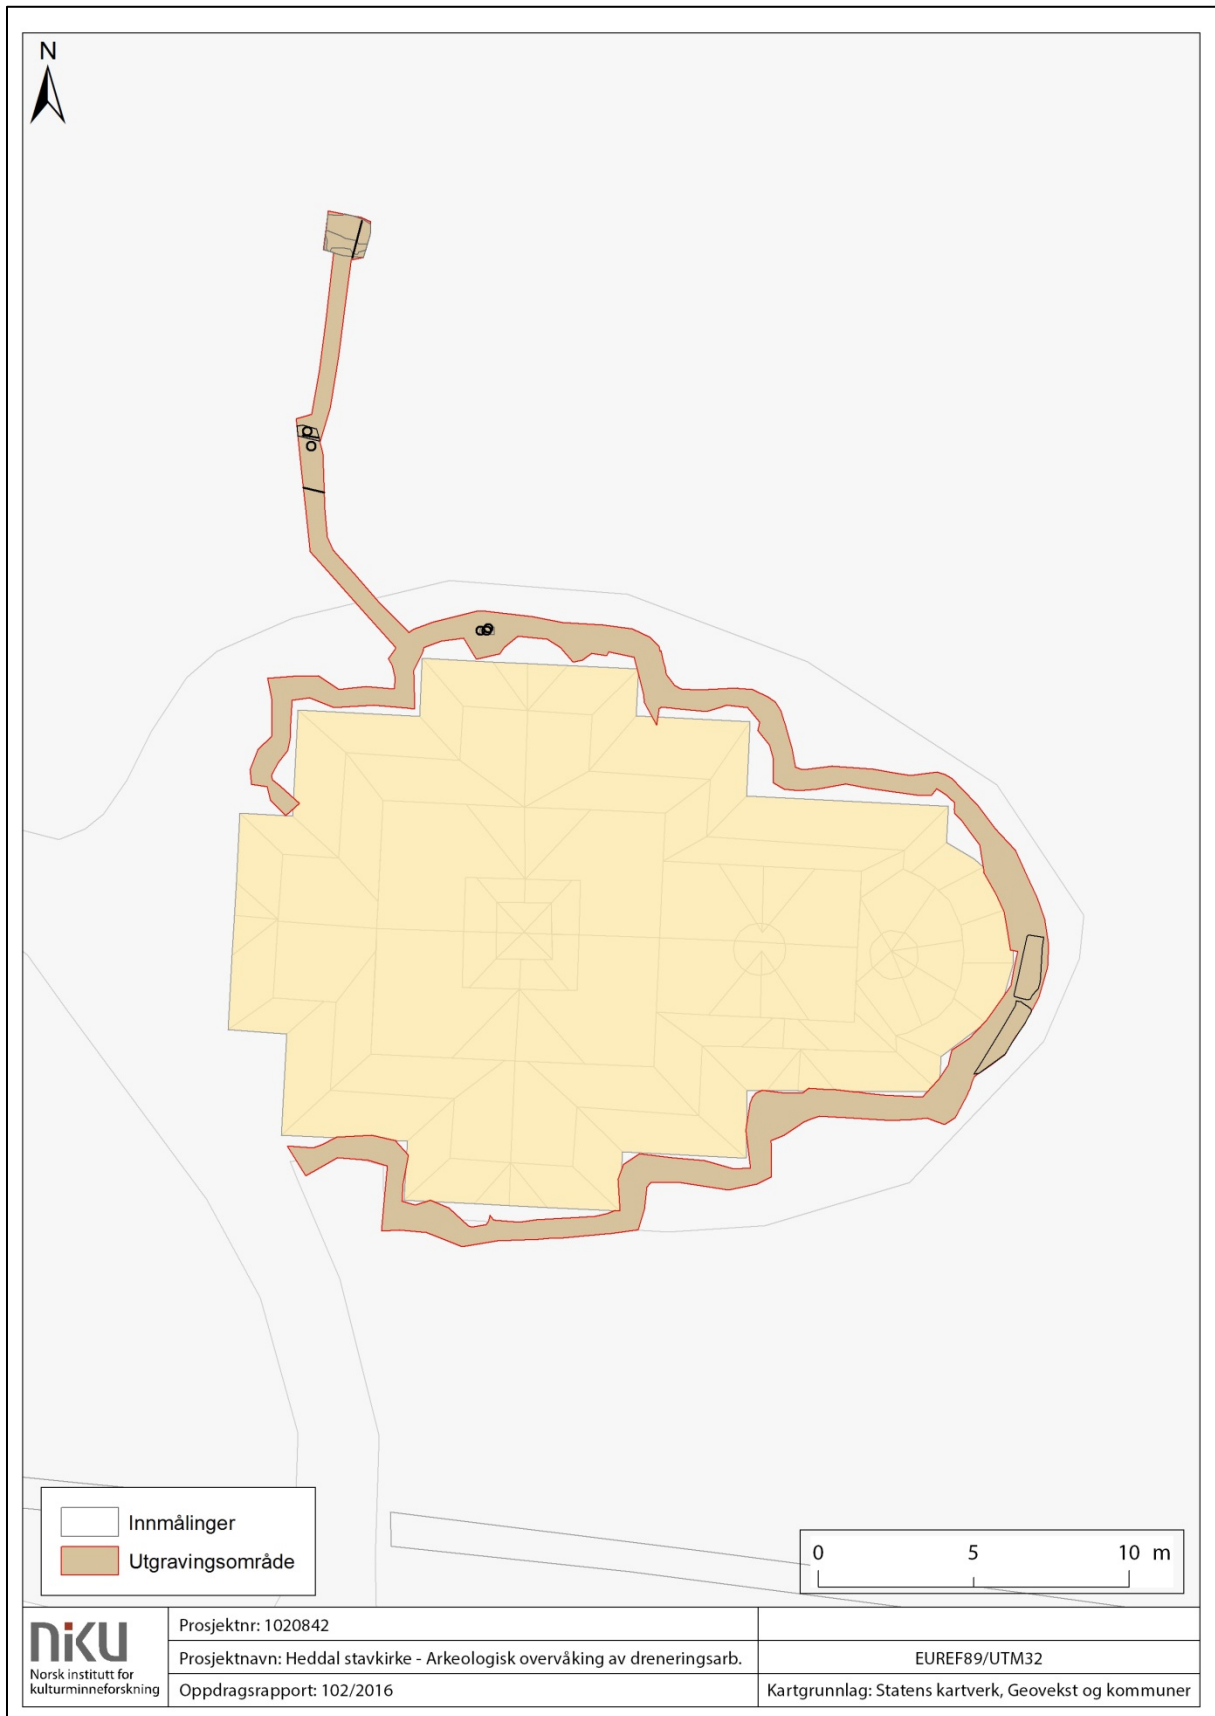 N
Innmålinger
Utgravingsområde
0 5 10 m
niku
Norsk institutt for
kulturminneforskning
Prosjektnr: 1020842
Prosjektnavn: Heddal stavkirke - Arkeologisk overvåking av dreneringsarb.
EUREF89/UTM32
Oppdragsrapport: 102/2016
Kartgrunnlag: Statens kartverk, Geovekst og kommuner